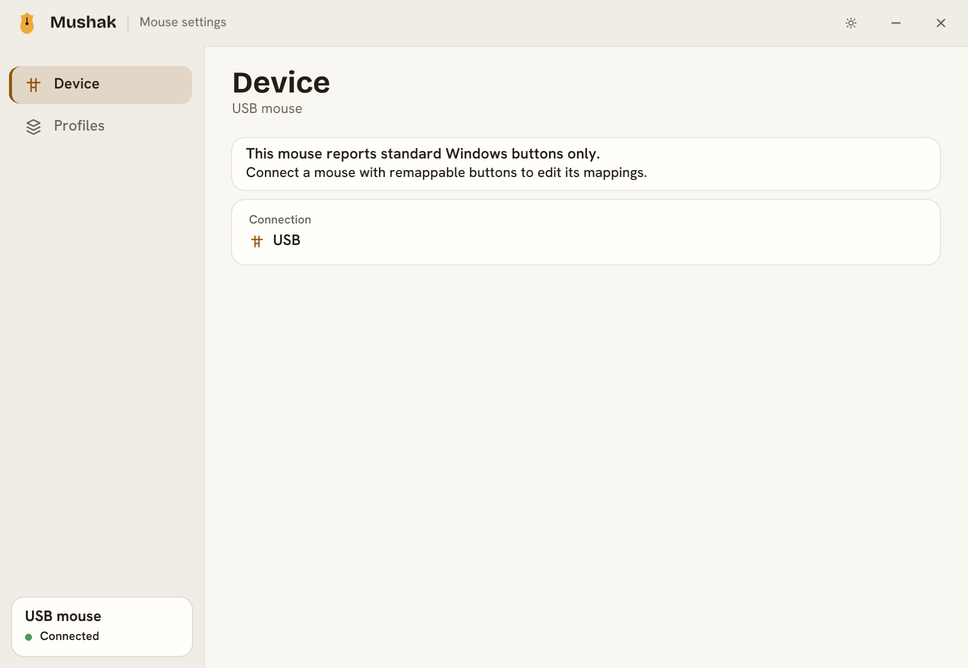 Mushak
Mouse settings
Device
Profiles
Device
USB mouse
This mouse reports standard Windows buttons only.
Connect a mouse with remappable buttons to edit its mappings.
Connection
USB
USB mouse
Connected